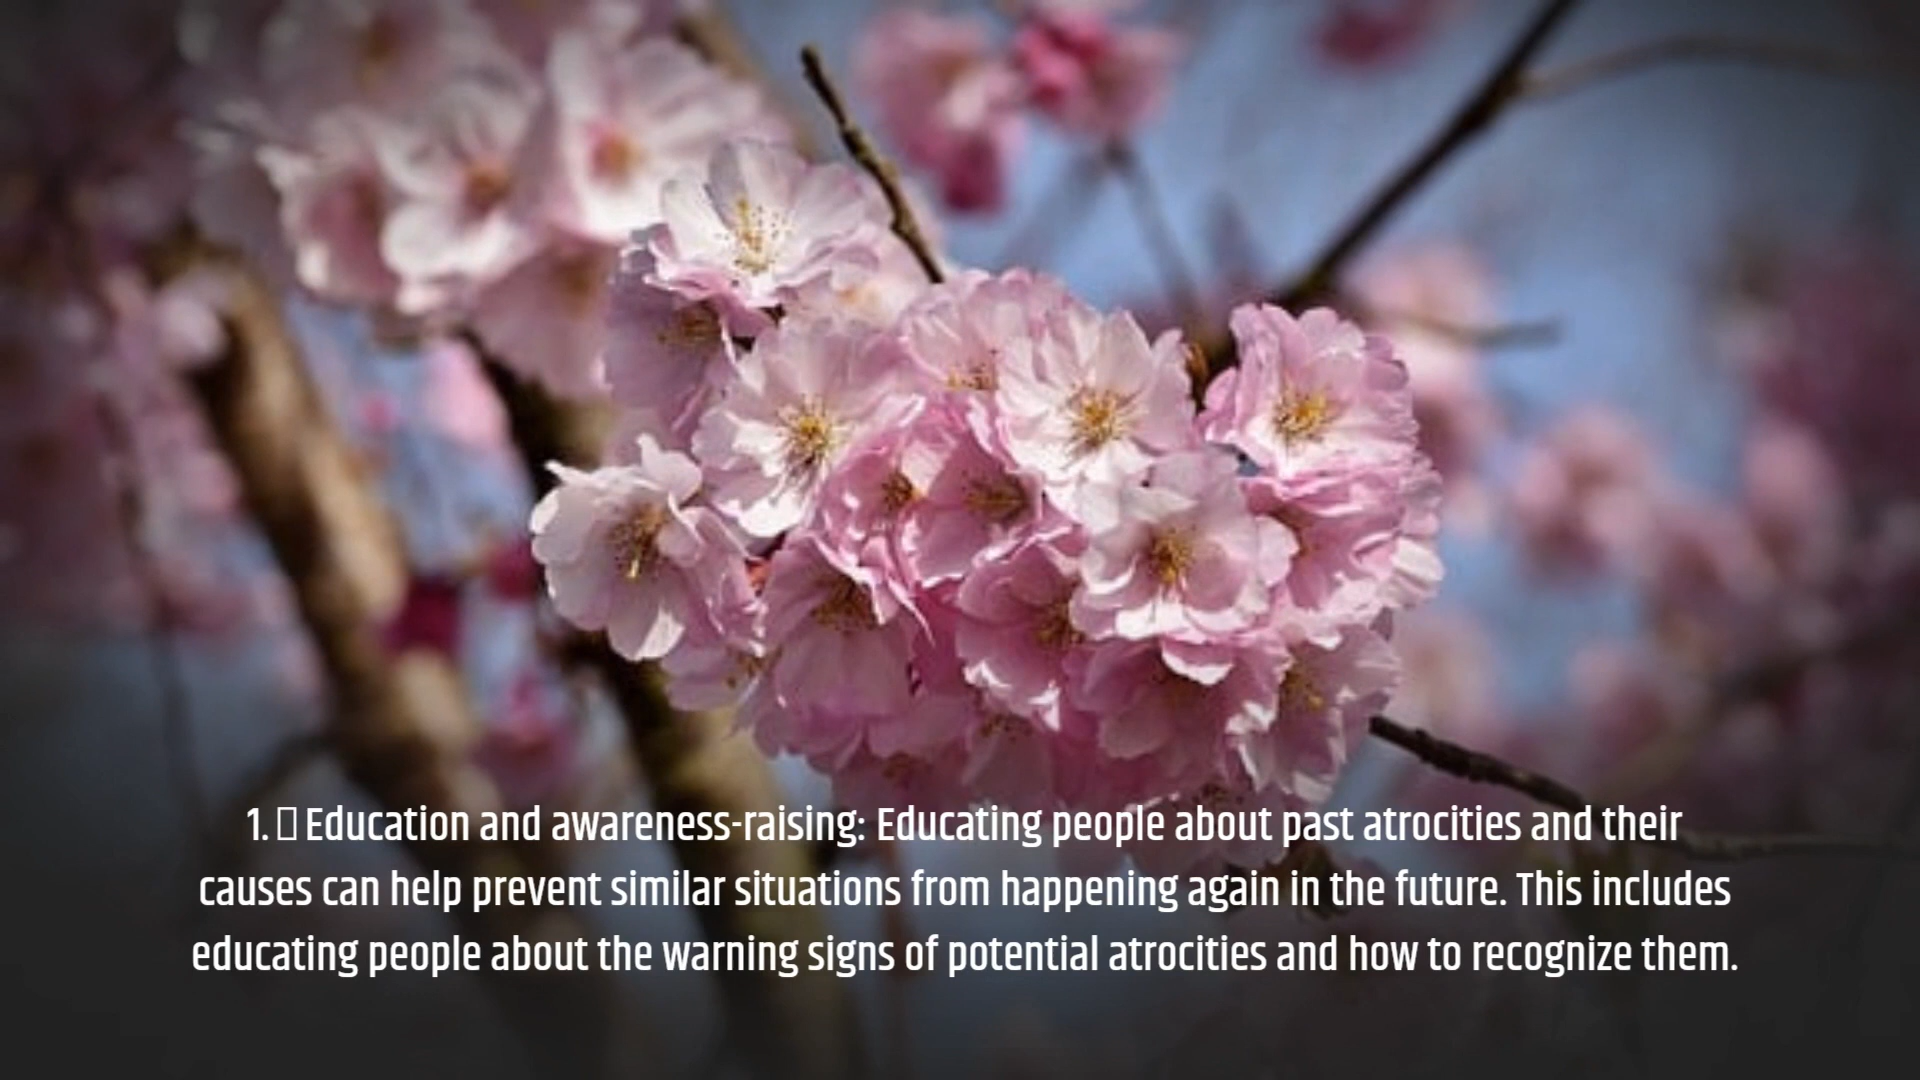 1. Education and awareness-raising: Educating people about past atrocities and their
causes can help prevent similar situations from happening again in the future. This includes
educating people about the warning signs of potential atrocities and how to recognize them.